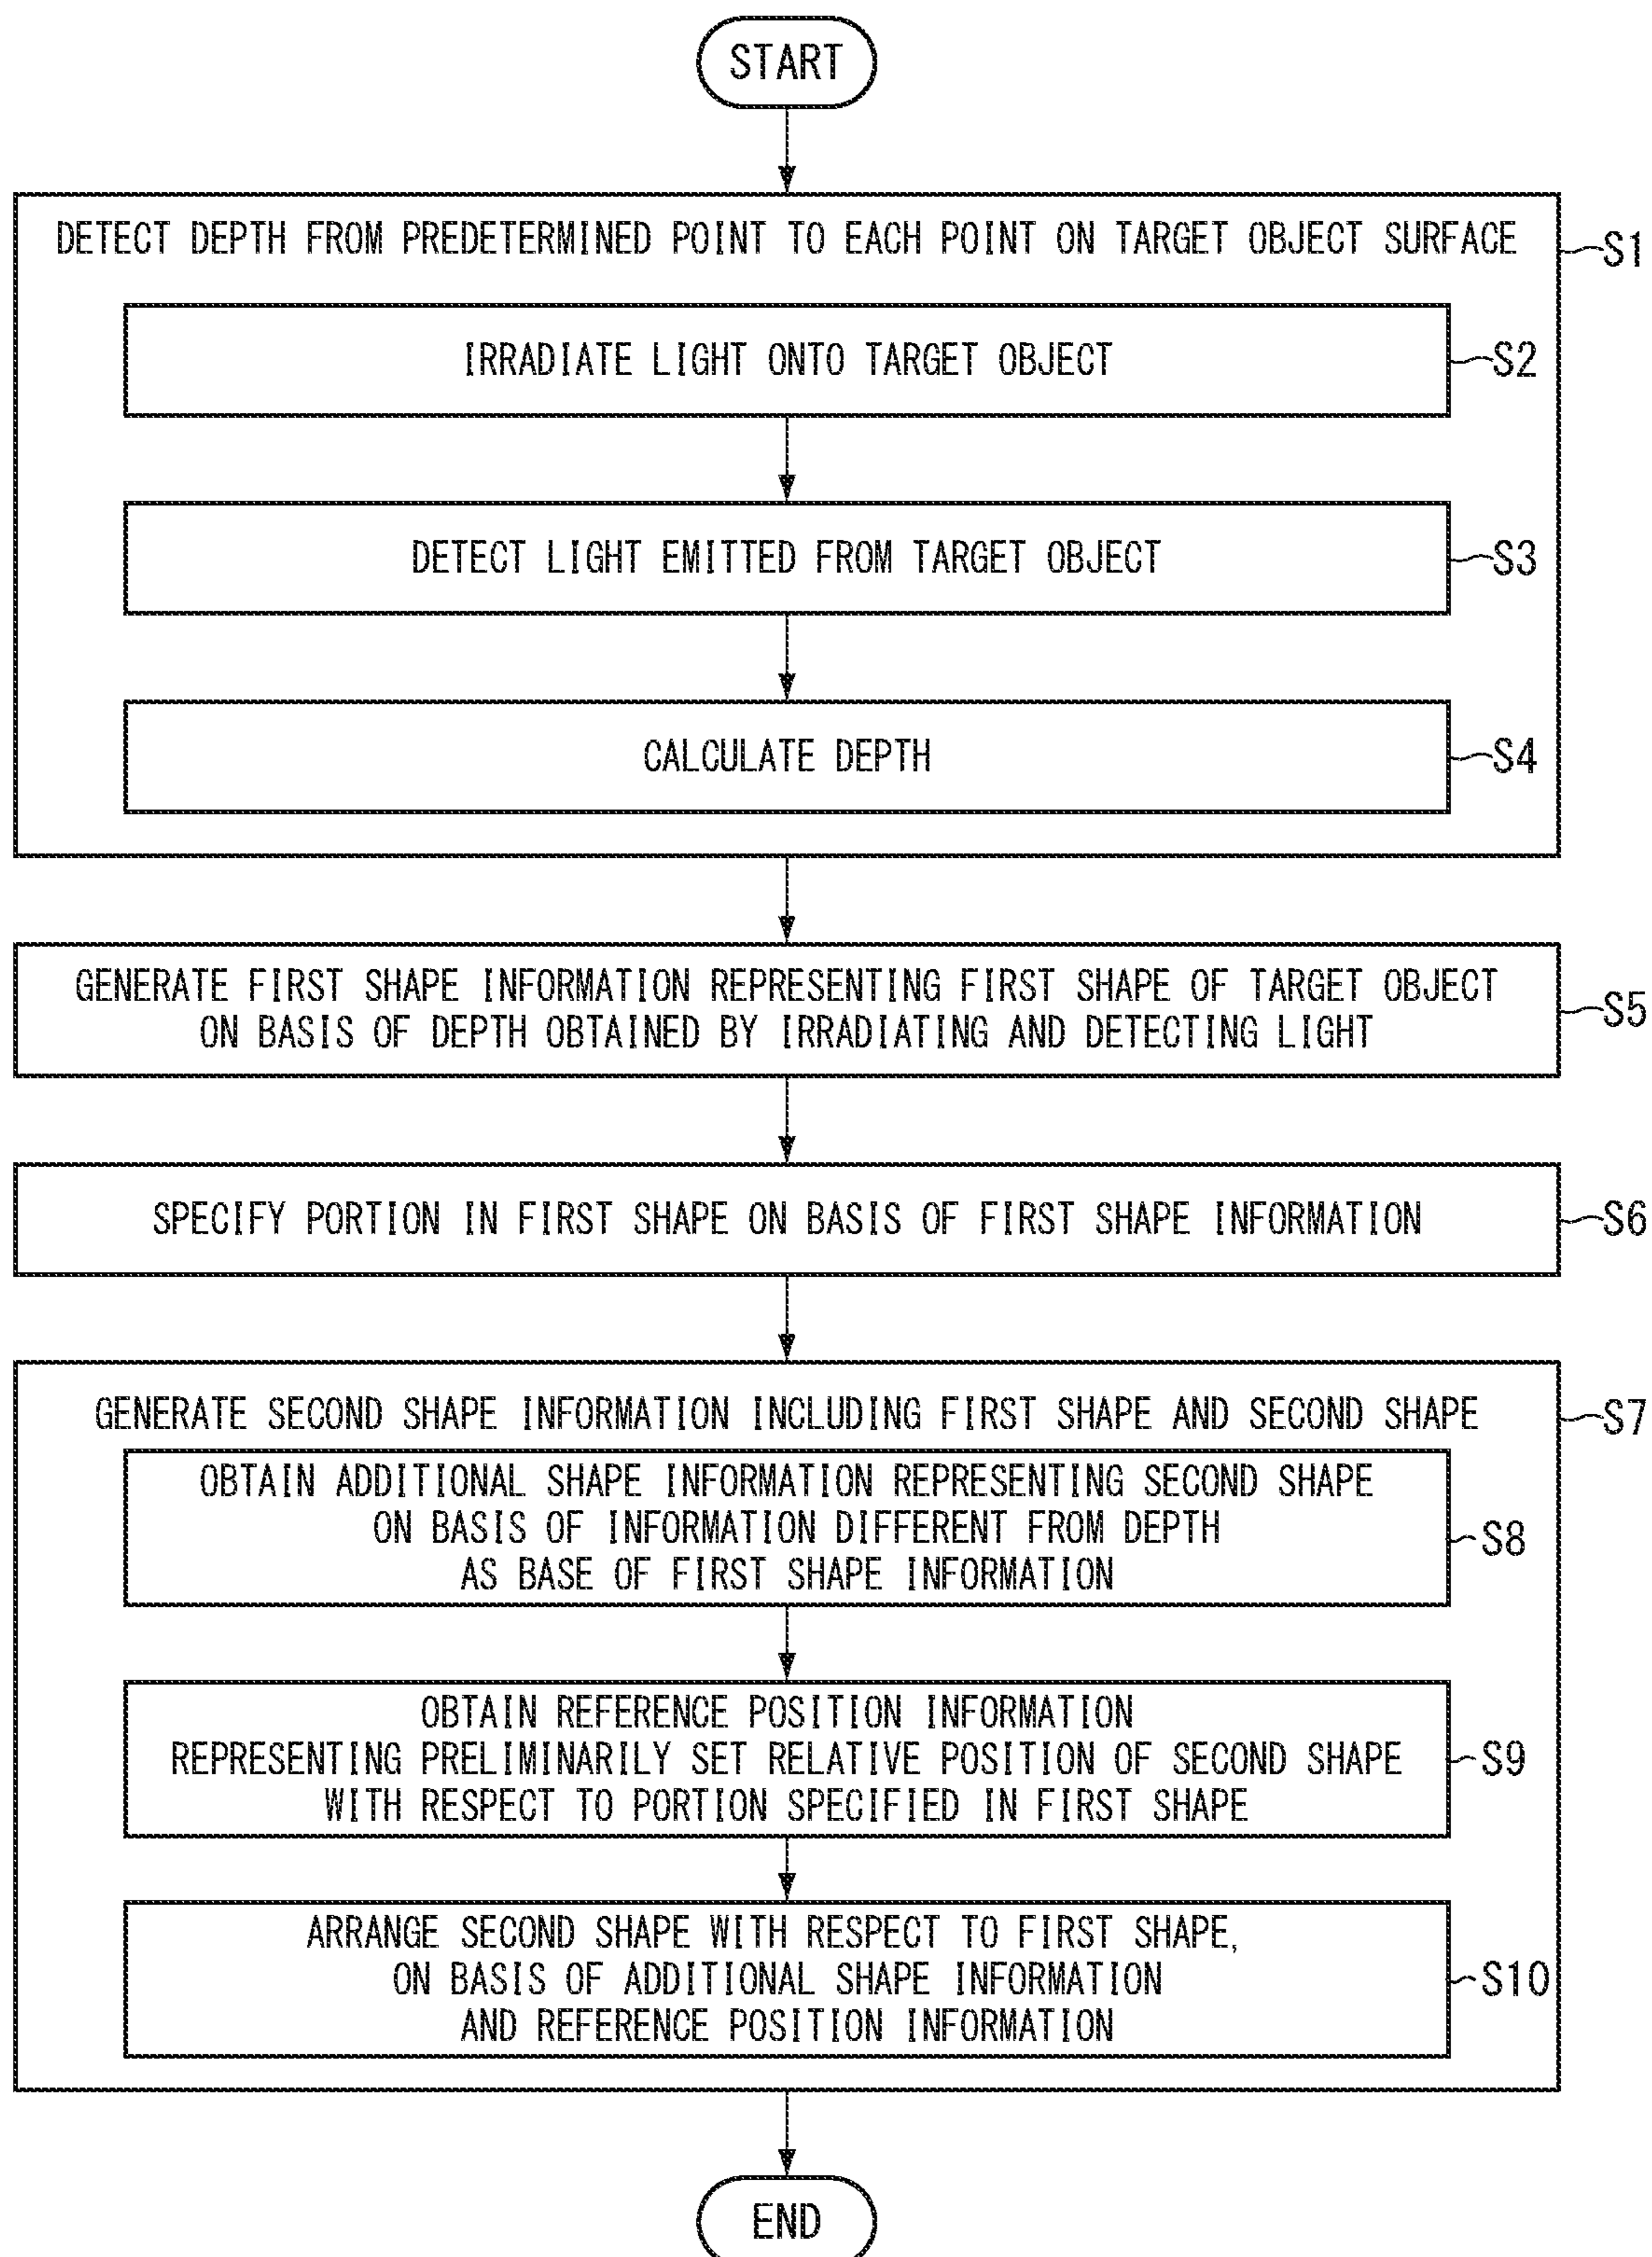 START
DETECT DEPTH FROM PREDETERMINED POINT TO EACH POINT ON TARGET OBJECT SURFACE
S1
IRRADIATE LIGHT ONTO TARGET OBJECT
S2
DETECT LIGHT EMITTED FROM TARGET OBJECT
S3
CALCULATE DEPTH
S4
GENERATE FIRST SHAPE INFORMATION REPRESENTING FIRST SHAPE OF TARGET OBJECT
ON BASIS OF DEPTH OBTAINED BY IRRADIATING AND DETECTING LIGHT
S5
SPECIFY PORTION IN FIRST SHAPE ON BASIS OF FIRST SHAPE INFORMATION
S6
GENERATE SECOND SHAPE INFORMATION INCLUDING FIRST SHAPE AND SECOND SHAPE
S7
OBTAIN ADDITIONAL SHAPE INFORMATION REPRESENTING SECOND SHAPE
ON BASIS OF INFORMATION DIFFERENT FROM DEPTH
AS BASE OF FIRST SHAPE INFORMATION
S8
OBTAIN REFERENCE POSITION INFORMATION
REPRESENTING PRELIMINARILY SET RELATIVE POSITION OF SECOND SHAPE
WITH RESPECT TO PORTION SPECIFIED IN FIRST SHAPE
S9
ARRANGE SECOND SHAPE WITH RESPECT TO FIRST SHAPE,
ON BASIS OF ADDITIONAL SHAPE INFORMATION
AND REFERENCE POSITION INFORMATION
S10
END